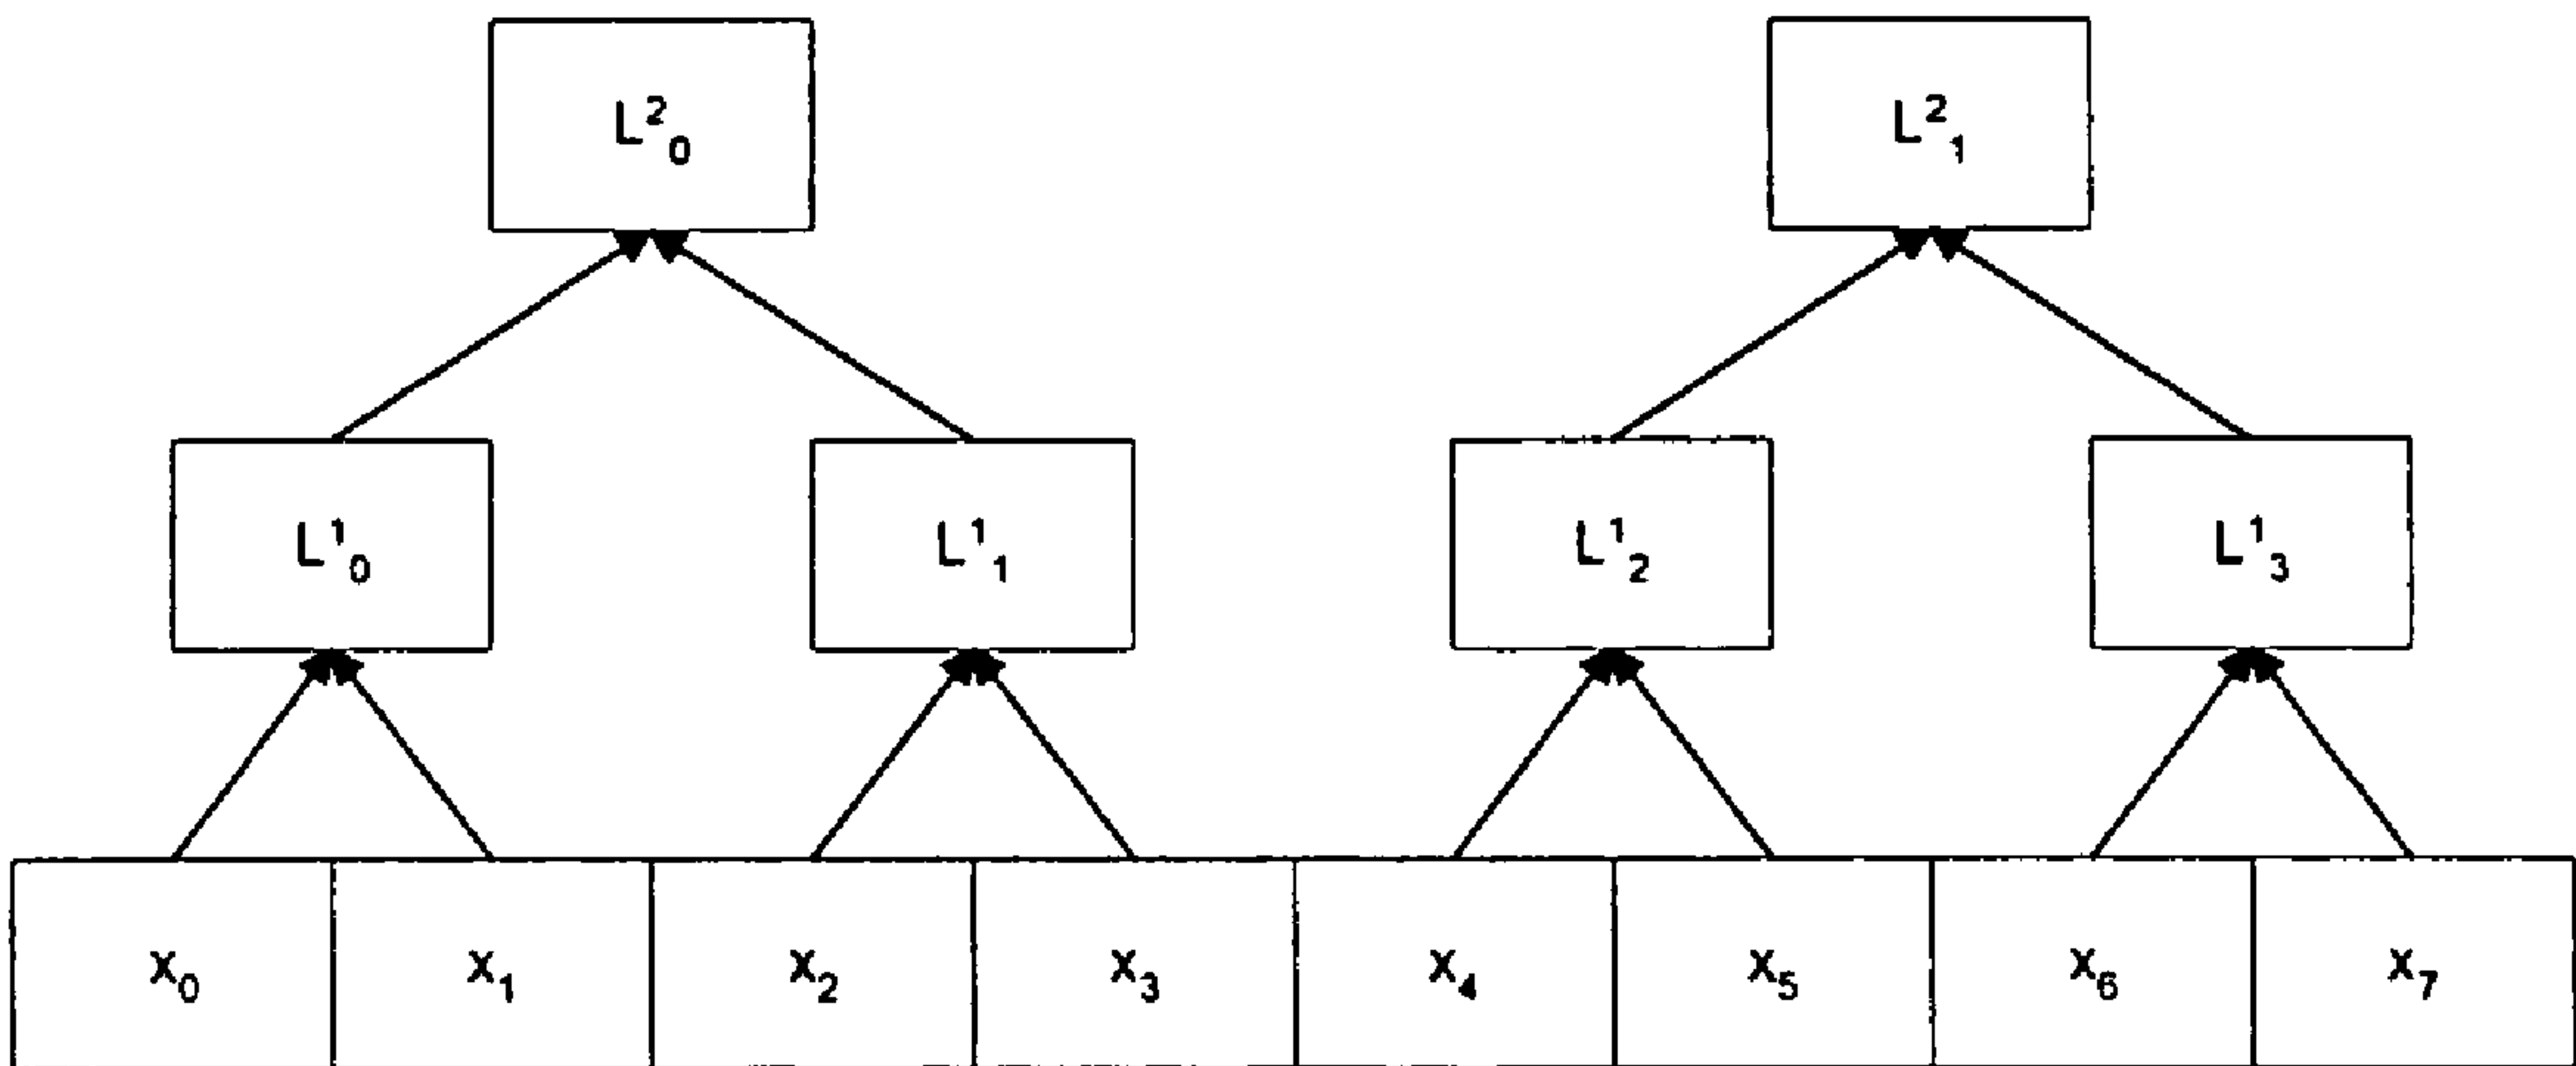 L²₀ L²₁
L¹₀ L¹₁ L¹₂ L¹₃
x₀ x₁ x₂ x₃ x₄ x₅ x₆ x₇